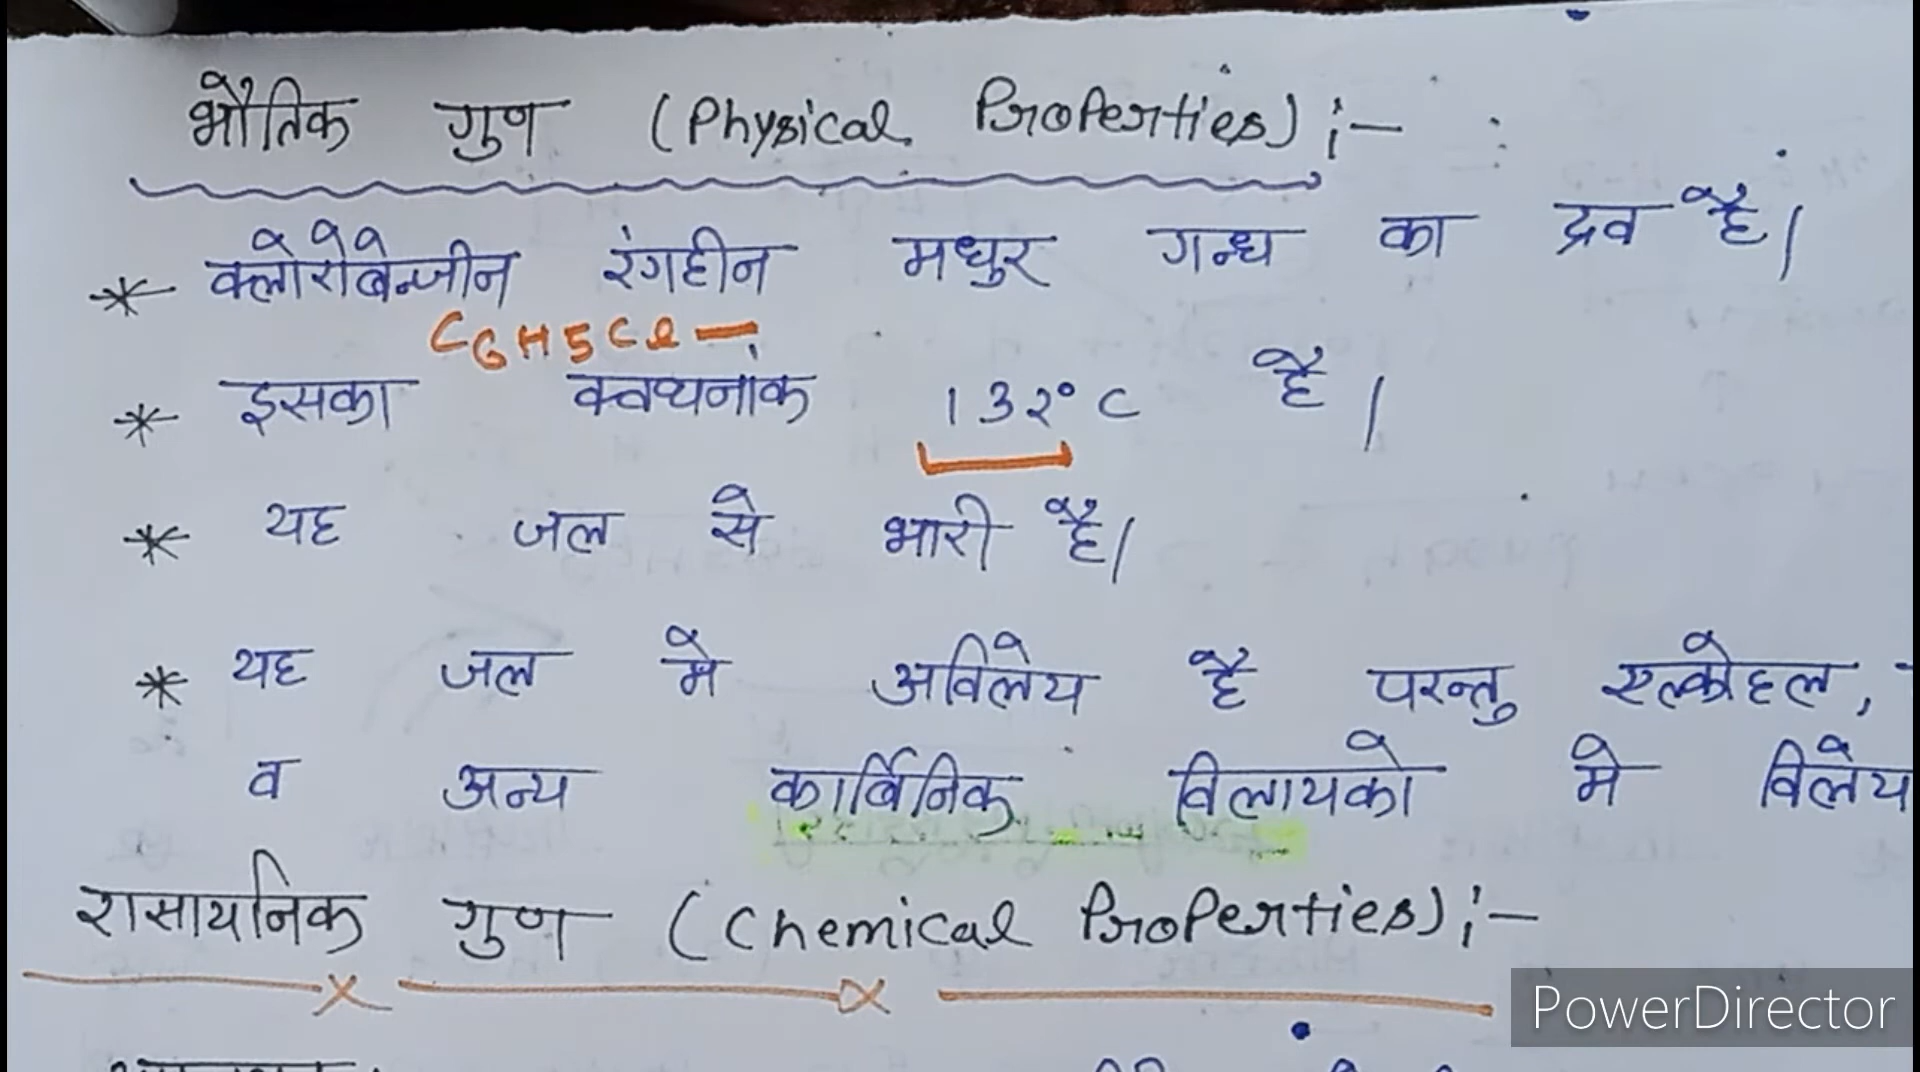 भौतिक गुण (Physical Properties) :-
* क्लोरोबेन्जीन रंगहीन मधुर गन्ध का द्रव है।
C6H5Cl -
* इसका क्वथनांक 132°C है।
* यह जल से भारी है।
* यह जल मे अविलेय है परन्तु एल्कोहल,
व अन्य कार्बिनिक विलायको मे विलेय
रासायनिक गुण (Chemical Properties) :-
PowerDirector